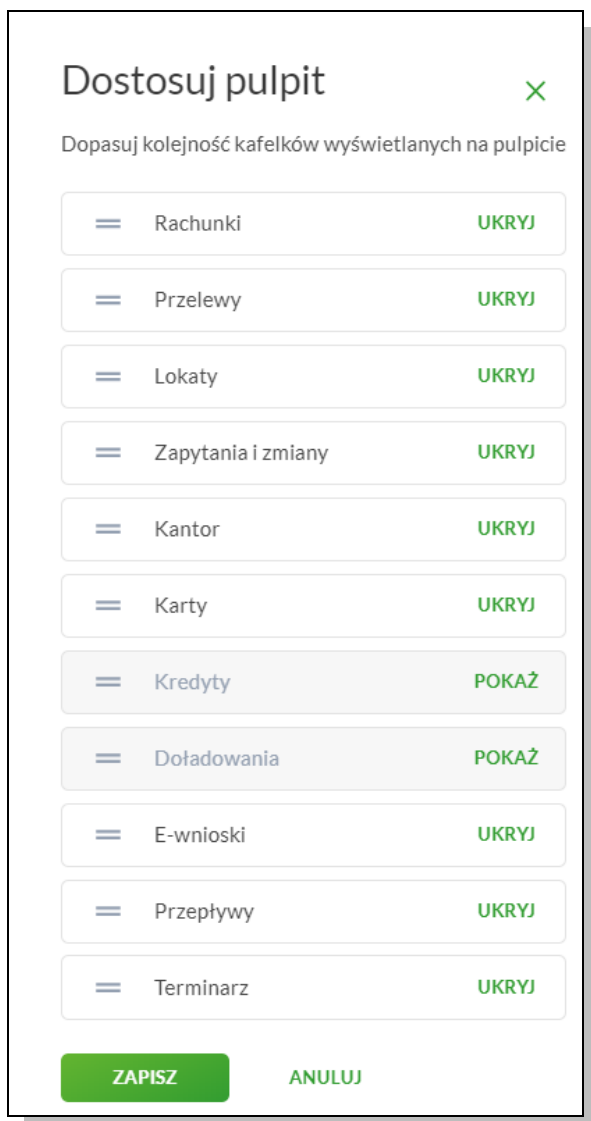 Dostosuj pulpit
Dopasuj kolejność kafelków wyświetlanych na pulpicie
Rachunki UKRYJ
Przelewy UKRYJ
Lokaty UKRYJ
Zapytania i zmiany UKRYJ
Kantor UKRYJ
Karty UKRYJ
Kredyty POKAŻ
Doładowania POKAŻ
E-wnioski UKRYJ
Przepływy UKRYJ
Terminarz UKRYJ
ZAPISZ ANULUJ